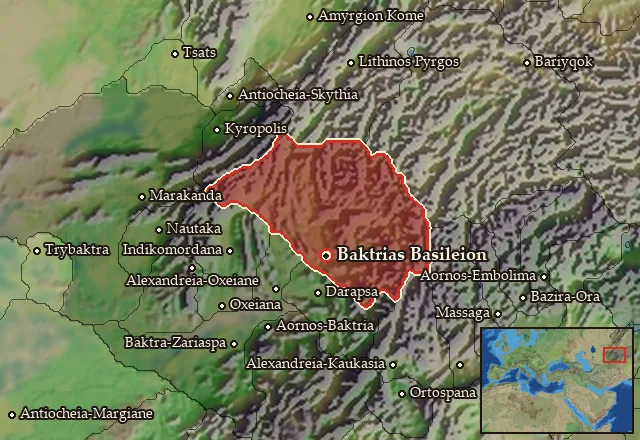 Amyrgion Kome
Tsats
Lithinos Pyrgos
Bariyqok
Antiocheia-Skythia
Kyropolis
Marakanda
Nautaka
Trybaktra
Indikomordana
Baktrias Basileion
Alexandreia-Oxeiane
Aornos-Embolima
Darapsa
Bazira-Ora
Oxeiana
Massaga
Aornos-Baktria
Baktra-Zariaspa
Alexandreia-Kaukasia
Ortospana
Antiocheia-Margiane